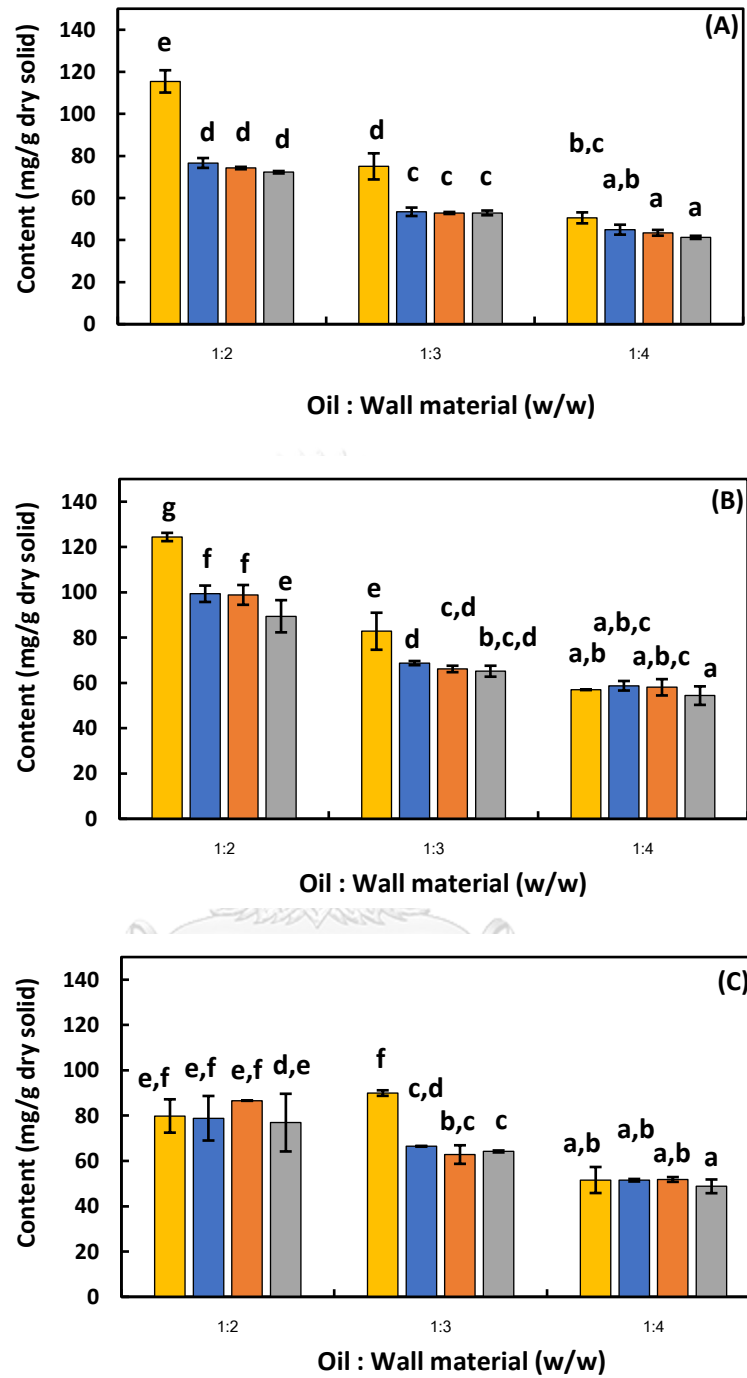 (A)
Content (mg/g dry solid)
140
120
100
80
60
40
20
0
e
d d d
d
c c c
b,c
a,b
a a
1:2 1:3 1:4
Oil : Wall material (w/w)
(B)
Content (mg/g dry solid)
140
120
100
80
60
40
20
0
g
f f
e
e
d
c,d
b,c,d
a,b
a,b,c
a,b,c
a
1:2 1:3 1:4
Oil : Wall material (w/w)
(C)
Content (mg/g dry solid)
140
120
100
80
60
40
20
0
e,f e,f e,f d,e
f
c,d
b,c
c
a,b a,b a,b a
1:2 1:3 1:4
Oil : Wall material (w/w)